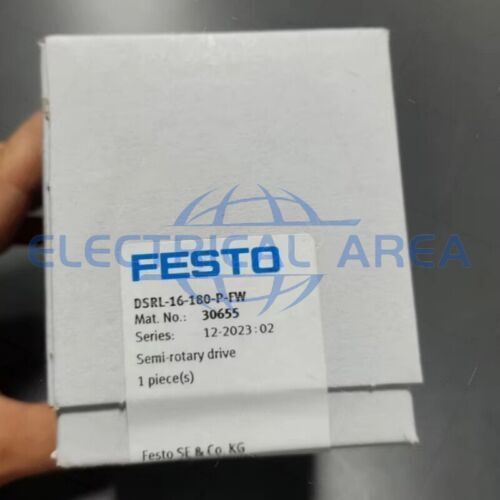 ELECTRICAL AREA
FESTO
DSRL-16-180-P-FW
Mat. No.: 30655
Series: 12-2023:02
Semi-rotary drive
1 piece(s)
Festo SE & Co. KG